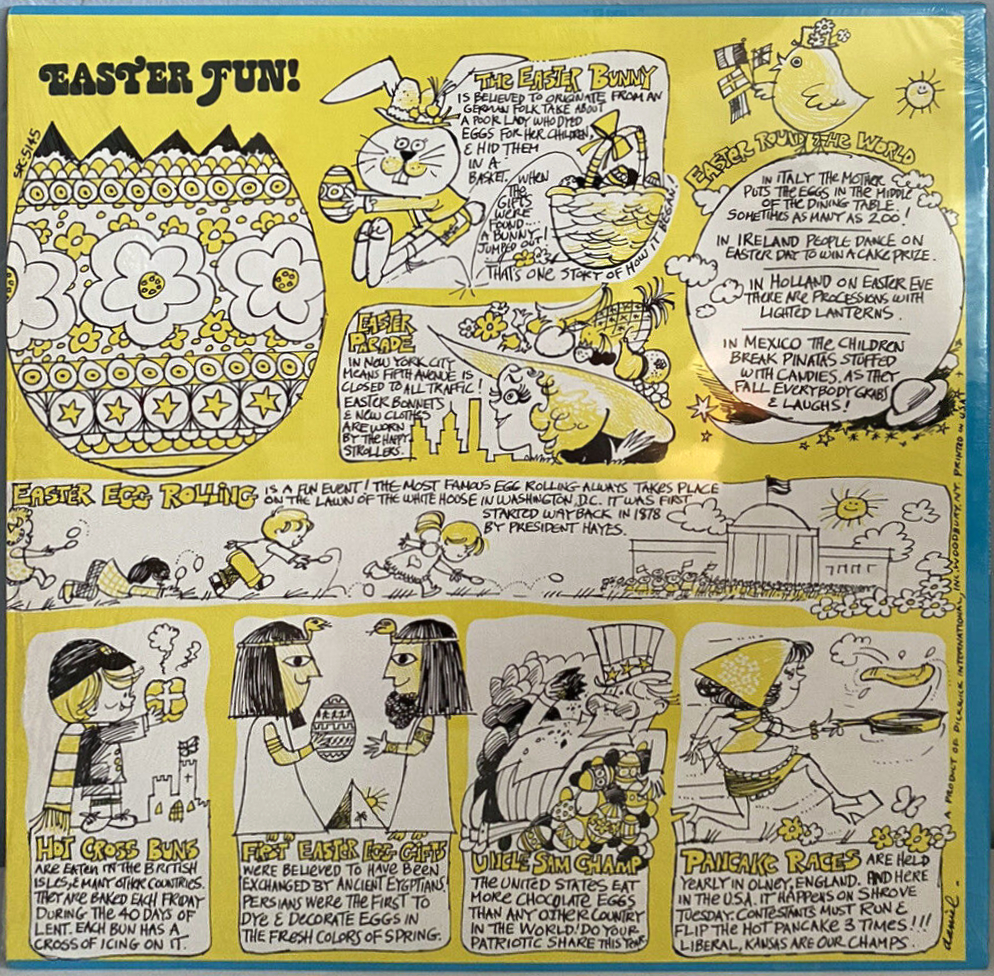 EASTER FUN!
SPC-5145
THE EASTER BUNNY
IS BELIEVED TO ORIGINATE FROM AN
GERMAN FOLK TAKE ABOUT
A POOR LADY WHO DYED
EGGS FOR HER CHILDREN,
& HID THEM
IN A
BASKET. WHEN
THE
GIFTS
WERE
FOUND...
A BUNNY
JUMPED OUT!
THAT'S ONE STORY OF HOW IT BEGAN.
EASTER 'ROUND THE WORLD
IN ITALY THE MOTHER
PUTS THE EGGS IN THE MIDDLE
OF THE DINING TABLE.
SOMETIMES AS MANY AS 200!
IN IRELAND PEOPLE DANCE ON
EASTER DAY TO WIN A CAKE PRIZE.
IN HOLLAND ON EASTER EVE
THERE ARE PROCESSIONS WITH
LIGHTED LANTERNS.
IN MEXICO THE CHILDREN
BREAK PINATAS STUFFED
WITH CANDIES. AS THEY
FALL EVERYBODY GRABS
& LAUGHS!
EASTER
PARADE
IN NEW YORK CITY
MEANS FIFTH AVENUE IS
CLOSED TO ALL TRAFFIC!
EASTER BONNETS
& NEW CLOTHES
ARE WORN
BY THE HAPPY
STROLLERS.
EASTER EGG ROLLING IS A FUN EVENT! THE MOST FAMOUS EGG ROLLING ALWAYS TAKES PLACE
ON THE LAWN OF THE WHITE HOUSE IN WASHINGTON, D.C. IT WAS FIRST
STARTED WAY BACK IN 1878
BY PRESIDENT HAYES.
HOT CROSS BUNS
ARE EATEN IN THE BRITISH
ISLES, & MANY OTHER COUNTRIES.
THEY ARE BAKED EACH FRIDAY
DURING THE 40 DAYS OF
LENT. EACH BUN HAS A
CROSS OF ICING ON IT.
FIRST EASTER EGG GIFTS
WERE BELIEVED TO HAVE BEEN
EXCHANGED BY ANCIENT EYGPTIANS.
PERSIANS WERE THE FIRST TO
DYE & DECORATE EGGS IN
THE FRESH COLORS OF SPRING.
UNCLE SAM CHAMP
THE UNITED STATES EAT
MORE CHOCOLATE EGGS
THAN ANY OTHER COUNTRY
IN THE WORLD! DO YOUR
PATRIOTIC SHARE THIS YEAR.
PANCAKE RACES ARE HELD
YEARLY IN OLNEY, ENGLAND. AND HERE
IN THE U.S.A. IT HAPPENS ON SHROVE
TUESDAY. CONTESTANTS MUST RUN &
FLIP THE HOT PANCAKE 3 TIMES!!!
LIBERAL, KANSAS ARE OUR CHAMPS.
daniel
A PRODUCT OF PICKWICK INTERNATIONAL, INC. WOODBURY, N.Y. PRINTED IN U.S.A.